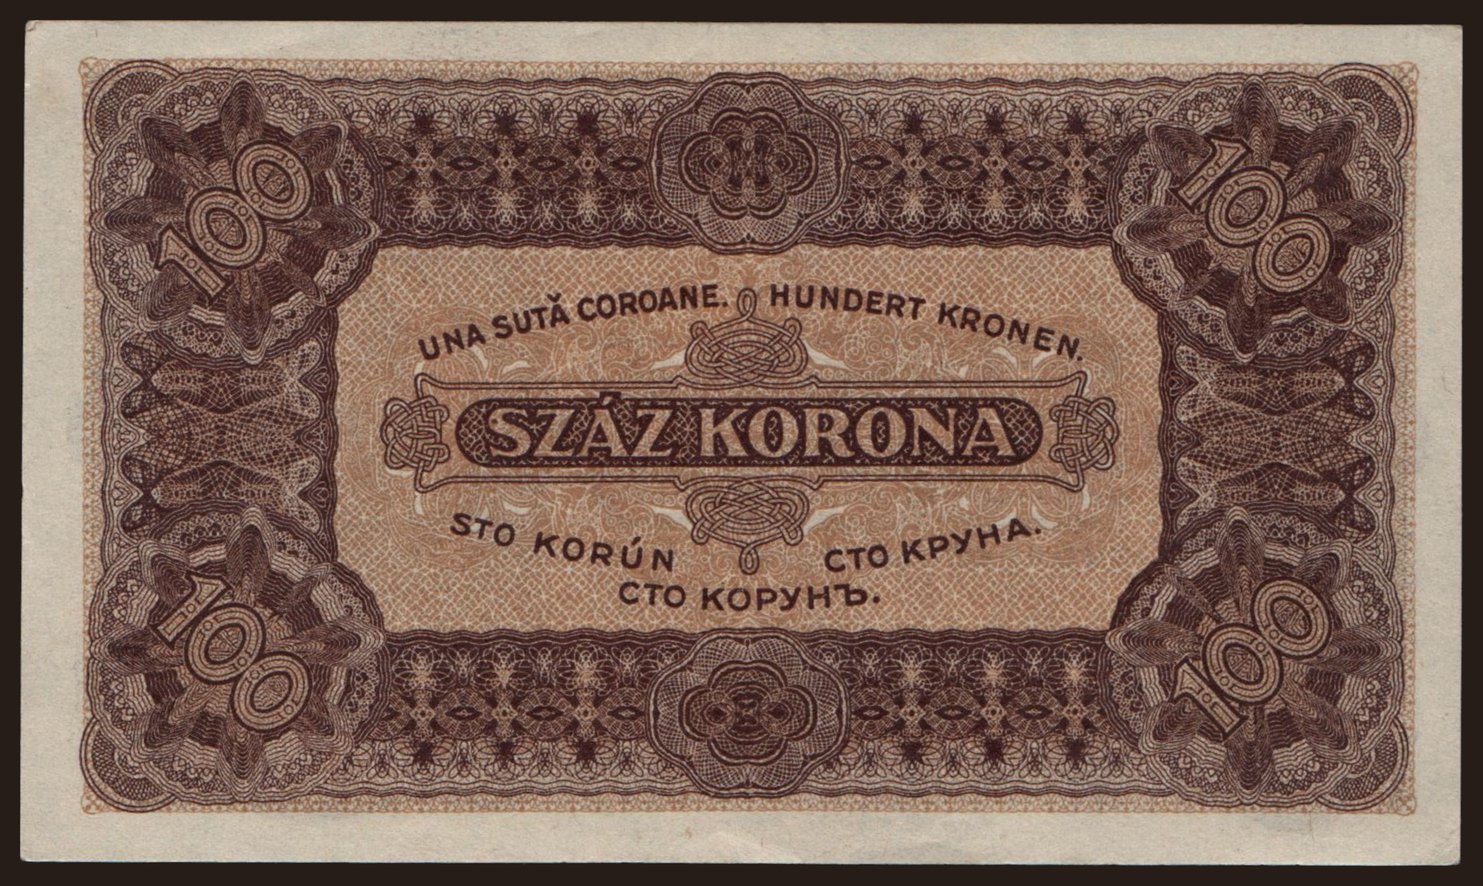 100
100
UNA SUTĂ COROANE. HUNDERT KRONEN.
SZÁZ KORONA
STO KORÚN
СТО КРУНА.
СТО КОРУНЪ.
100
100